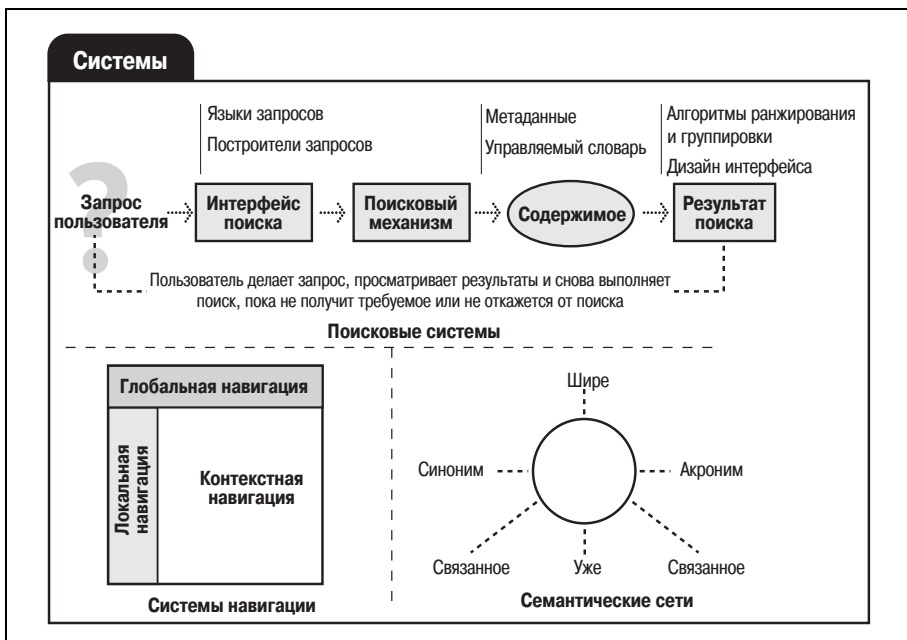 Системы
Языки запросов
Построители запросов
Метаданные
Управляемый словарь
Алгоритмы ранжирования
и группировки
Дизайн интерфейса
?
Запрос
пользователя
Интерфейс
поиска
Поисковый
механизм
Содержимое
Результат
поиска
Пользователь делает запрос, просматривает результаты и снова выполняет
поиск, пока не получит требуемое или не откажется от поиска
Поисковые системы
Глобальная навигация
Локальная
навигация
Контекстная
навигация
Системы навигации
Шире
Синоним
Акроним
Связанное
Уже
Связанное
Семантические сети